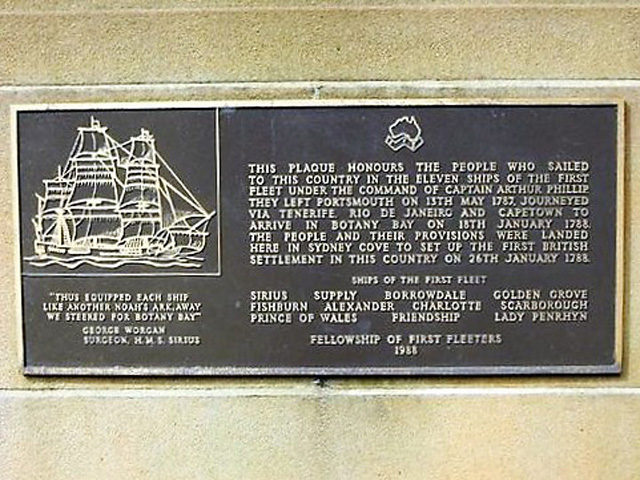 THIS PLAQUE HONOURS THE PEOPLE WHO SAILED
TO THIS COUNTRY IN THE ELEVEN SHIPS OF THE FIRST
FLEET UNDER THE COMMAND OF CAPTAIN ARTHUR PHILLIP.
THEY LEFT PORTSMOUTH ON 13TH MAY 1787, JOURNEYED
VIA TENERIFE, RIO DE JANEIRO AND CAPETOWN TO
ARRIVE IN BOTANY BAY ON 18TH JANUARY 1788.
THE PEOPLE AND THEIR PROVISIONS WERE LANDED
HERE IN SYDNEY COVE TO SET UP THE FIRST BRITISH
SETTLEMENT IN THIS COUNTRY ON 26TH JANUARY 1788.
SHIPS OF THE FIRST FLEET
SIRIUS SUPPLY BORROWDALE GOLDEN GROVE
FISHBURN ALEXANDER CHARLOTTE SCARBOROUGH
PRINCE OF WALES FRIENDSHIP LADY PENRHYN
FELLOWSHIP OF FIRST FLEETERS
1988
"THUS EQUIPPED EACH SHIP
LIKE ANOTHER NOAH'S ARK, AWAY
WE STEERED FOR BOTANY BAY"
GEORGE WORGAN
SURGEON, H.M.S. SIRIUS